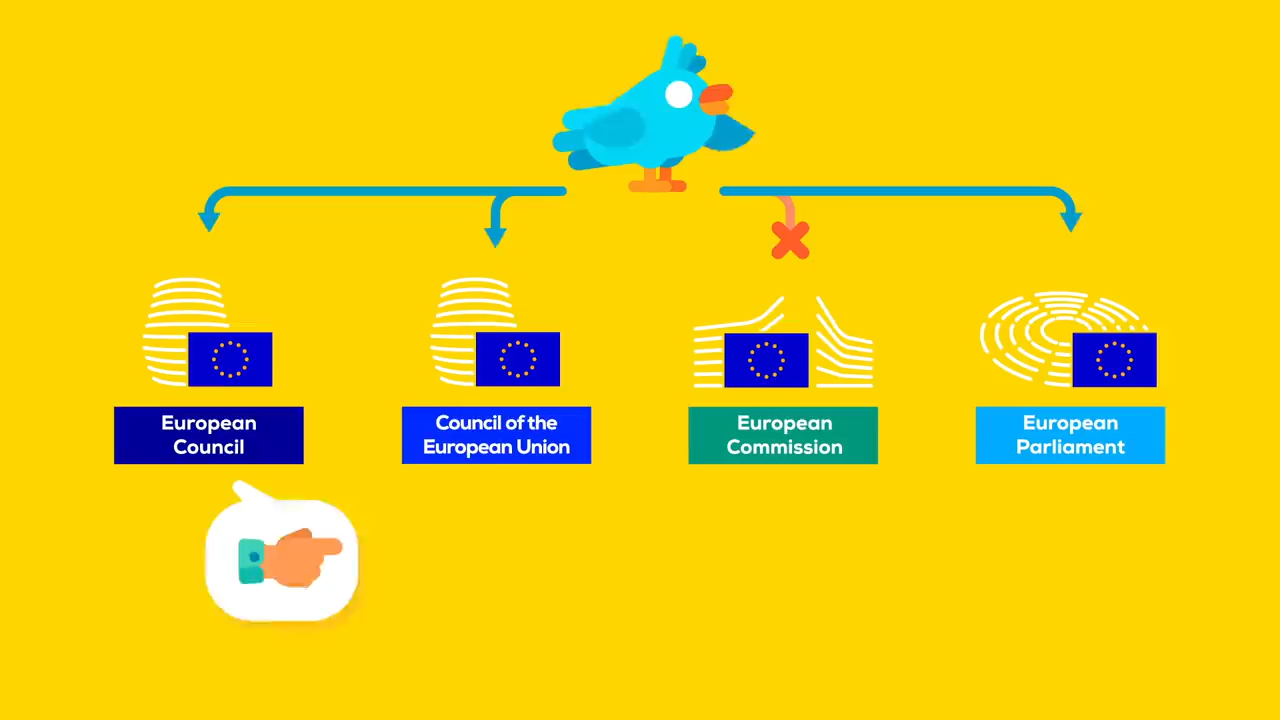 European
Council
Council of the
European Union
European
Commission
European
Parliament